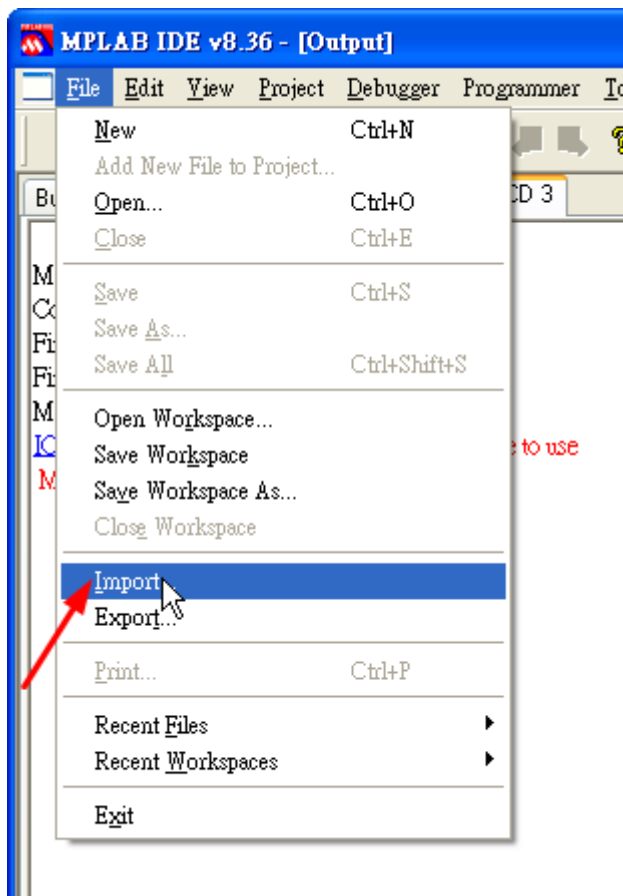 MPLAB IDE v8.36 - [Output]
File Edit View Project Debugger Programmer
New Ctrl+N
Add New File to Project...
CD 3
Open... Ctrl+O
Close Ctrl+E
Save Ctrl+S
Save As...
Save All Ctrl+Shift+S
Open Workspace...
Save Workspace
to use
Save Workspace As...
Close Workspace
Import...
Export...
Print... Ctrl+P
Recent Files
Recent Workspaces
Exit